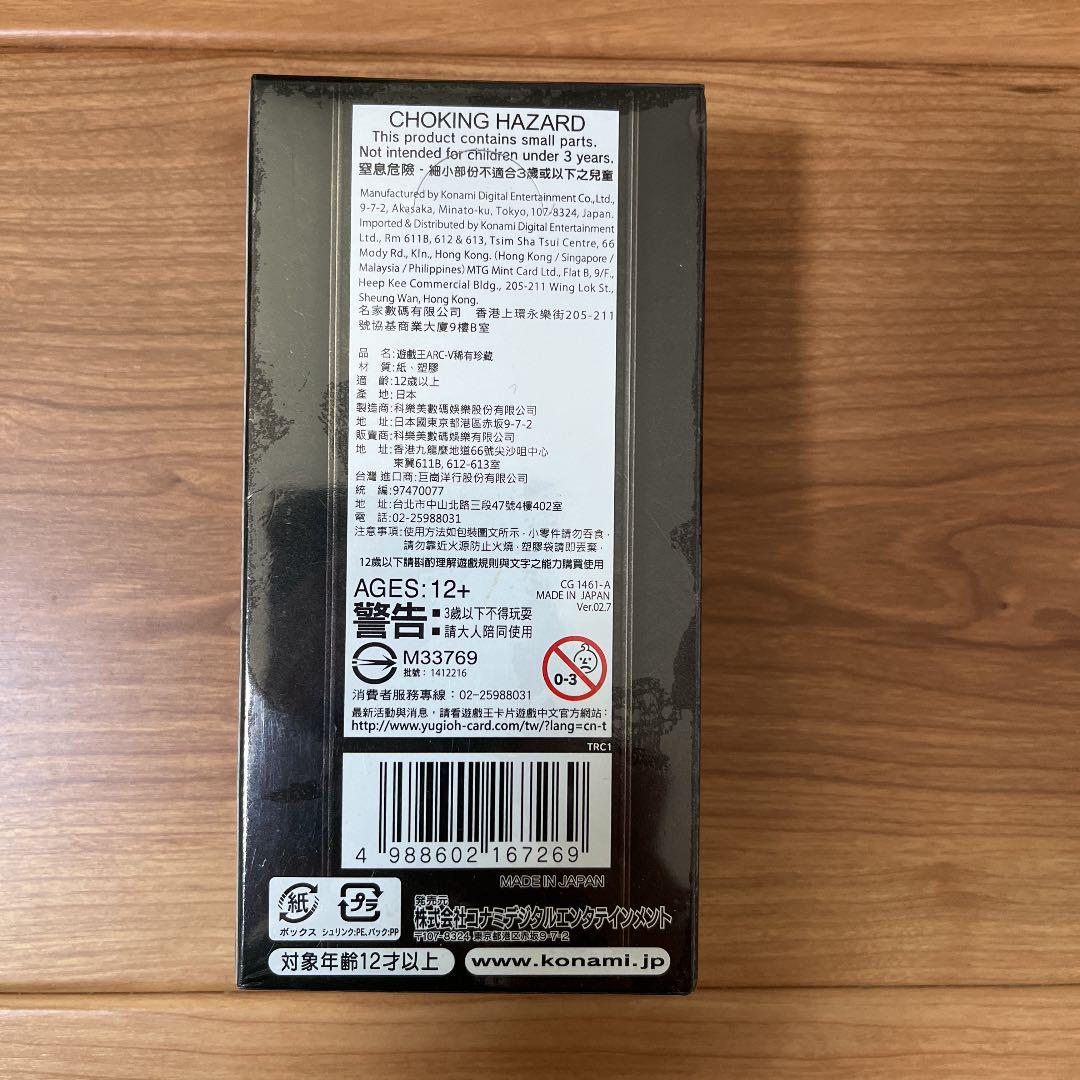 CHOKING HAZARD
This product contains small parts.
Not intended for children under 3 years.
窒息危險－細小部份不適合3歲或以下之兒童
Manufactured by Konami Digital Entertainment Co.,Ltd.,
9-7-2, Akasaka, Minato-ku, Tokyo, 107-8324, Japan.
Imported & Distributed by Konami Digital Entertainment
Ltd., Rm 611B, 612 & 613, Tsim Sha Tsui Centre, 66
Mody Rd., Kln., Hong Kong. (Hong Kong / Singapore /
Malaysia / Philippines) MTG Mint Card Ltd., Flat B, 9/F.,
Heep Kee Commercial Bldg., 205-211 Wing Lok St.,
Sheung Wan, Hong Kong.
名家數碼有限公司　香港上環永樂街205-211
號協基商業大廈9樓B室
品　名:遊戲王ARC-V稀有珍藏
材　質:紙、塑膠
適　齡:12歲以上
產　地:日本
製造商:科樂美數碼娛樂股份有限公司
地　址:日本國東京都港區赤坂9-7-2
販賣商:科樂美數碼娛樂有限公司
地　址:香港九龍麼地道66號尖沙咀中心
東翼611B, 612-613室
台灣 進口商:巨崗洋行股份有限公司
統　編:97470077
地　址:台北市中山北路三段47號4樓402室
電　話:02-25988031
注意事項:使用方法如包裝圖文所示．小零件請勿吞食．
請勿靠近火源防止火燒．塑膠袋請即丟棄．
12歲以下請斟酌理解遊戲規則與文字之能力購買使用
AGES: 12+
CG 1461-A
MADE IN JAPAN
Ver.02.7
警告
■ 3歲以下不得玩耍
■ 請大人陪同使用
M33769
批號：1412216
0-3
消費者服務專線：02-25988031
最新活動與消息，請看遊戲王卡片遊戲中文官方網站：
http://www.yugioh-card.com/tw/?lang=cn-t
TRC1
4 988602 167269
MADE IN JAPAN
紙
プラ
ボックス シュリンク:PE,パック:PP
発売元
株式会社コナミデジタルエンタテインメント
〒107-8324 東京都港区赤坂9-7-2
対象年齢12才以上
www.konami.jp